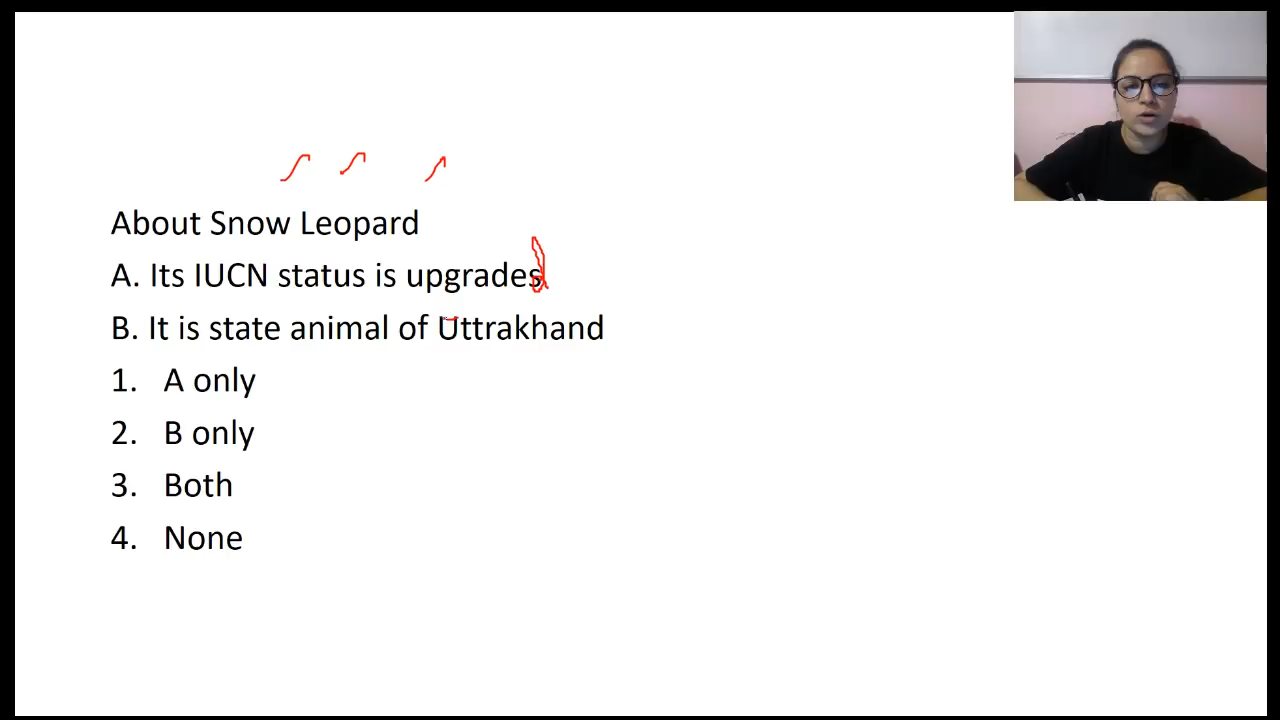 About Snow Leopard
A. Its IUCN status is upgrades
B. It is state animal of Uttrakhand
1. A only
2. B only
3. Both
4. None